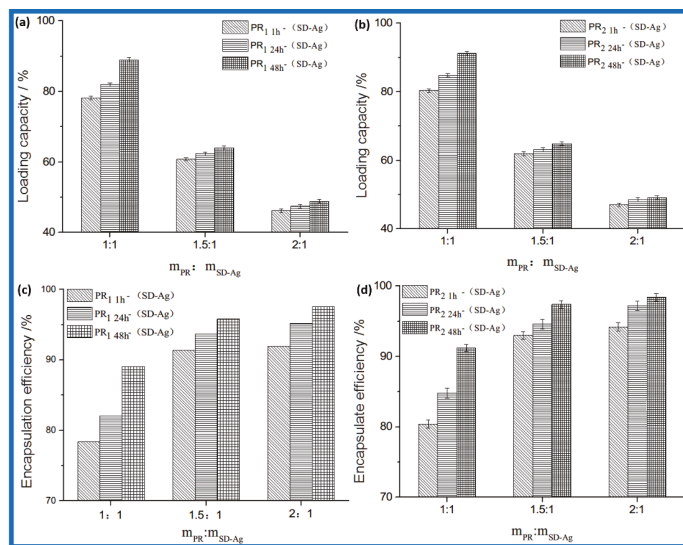 (a)
PR1 1h-（SD-Ag）
PR1 24h-（SD-Ag）
PR1 48h-（SD-Ag）
Loading capacity / %
100
80
60
40
1:1
1.5:1
2:1
mPR： mSD-Ag
(b)
PR2 1h-（SD-Ag）
PR2 24h-（SD-Ag）
PR2 48h-（SD-Ag）
Loading capacity / %
100
80
60
40
1:1
1.5:1
2:1
mPR： mSD-Ag
(c)
PR1 1h-（SD-Ag）
PR1 24h-（SD-Ag）
PR1 48h-（SD-Ag）
Encapsulation efficiency /%
100
90
80
70
1：1
1.5：1
2：1
mPR:mSD-Ag
(d)
PR2 1h-（SD-Ag）
PR2 24h-（SD-Ag）
PR2 48h-（SD-Ag）
Encapsulate efficiency /%
100
90
80
70
1:1
1.5:1
2:1
mPR:mSD-Ag